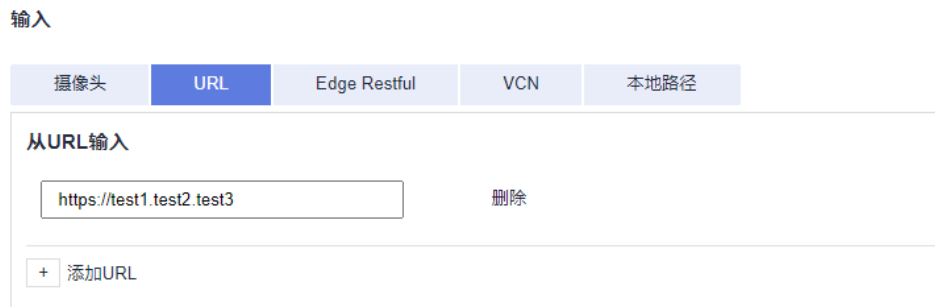 输入
摄像头 URL Edge Restful VCN 本地路径
从URL输入
https://test1.test2.test3 删除
+ 添加URL